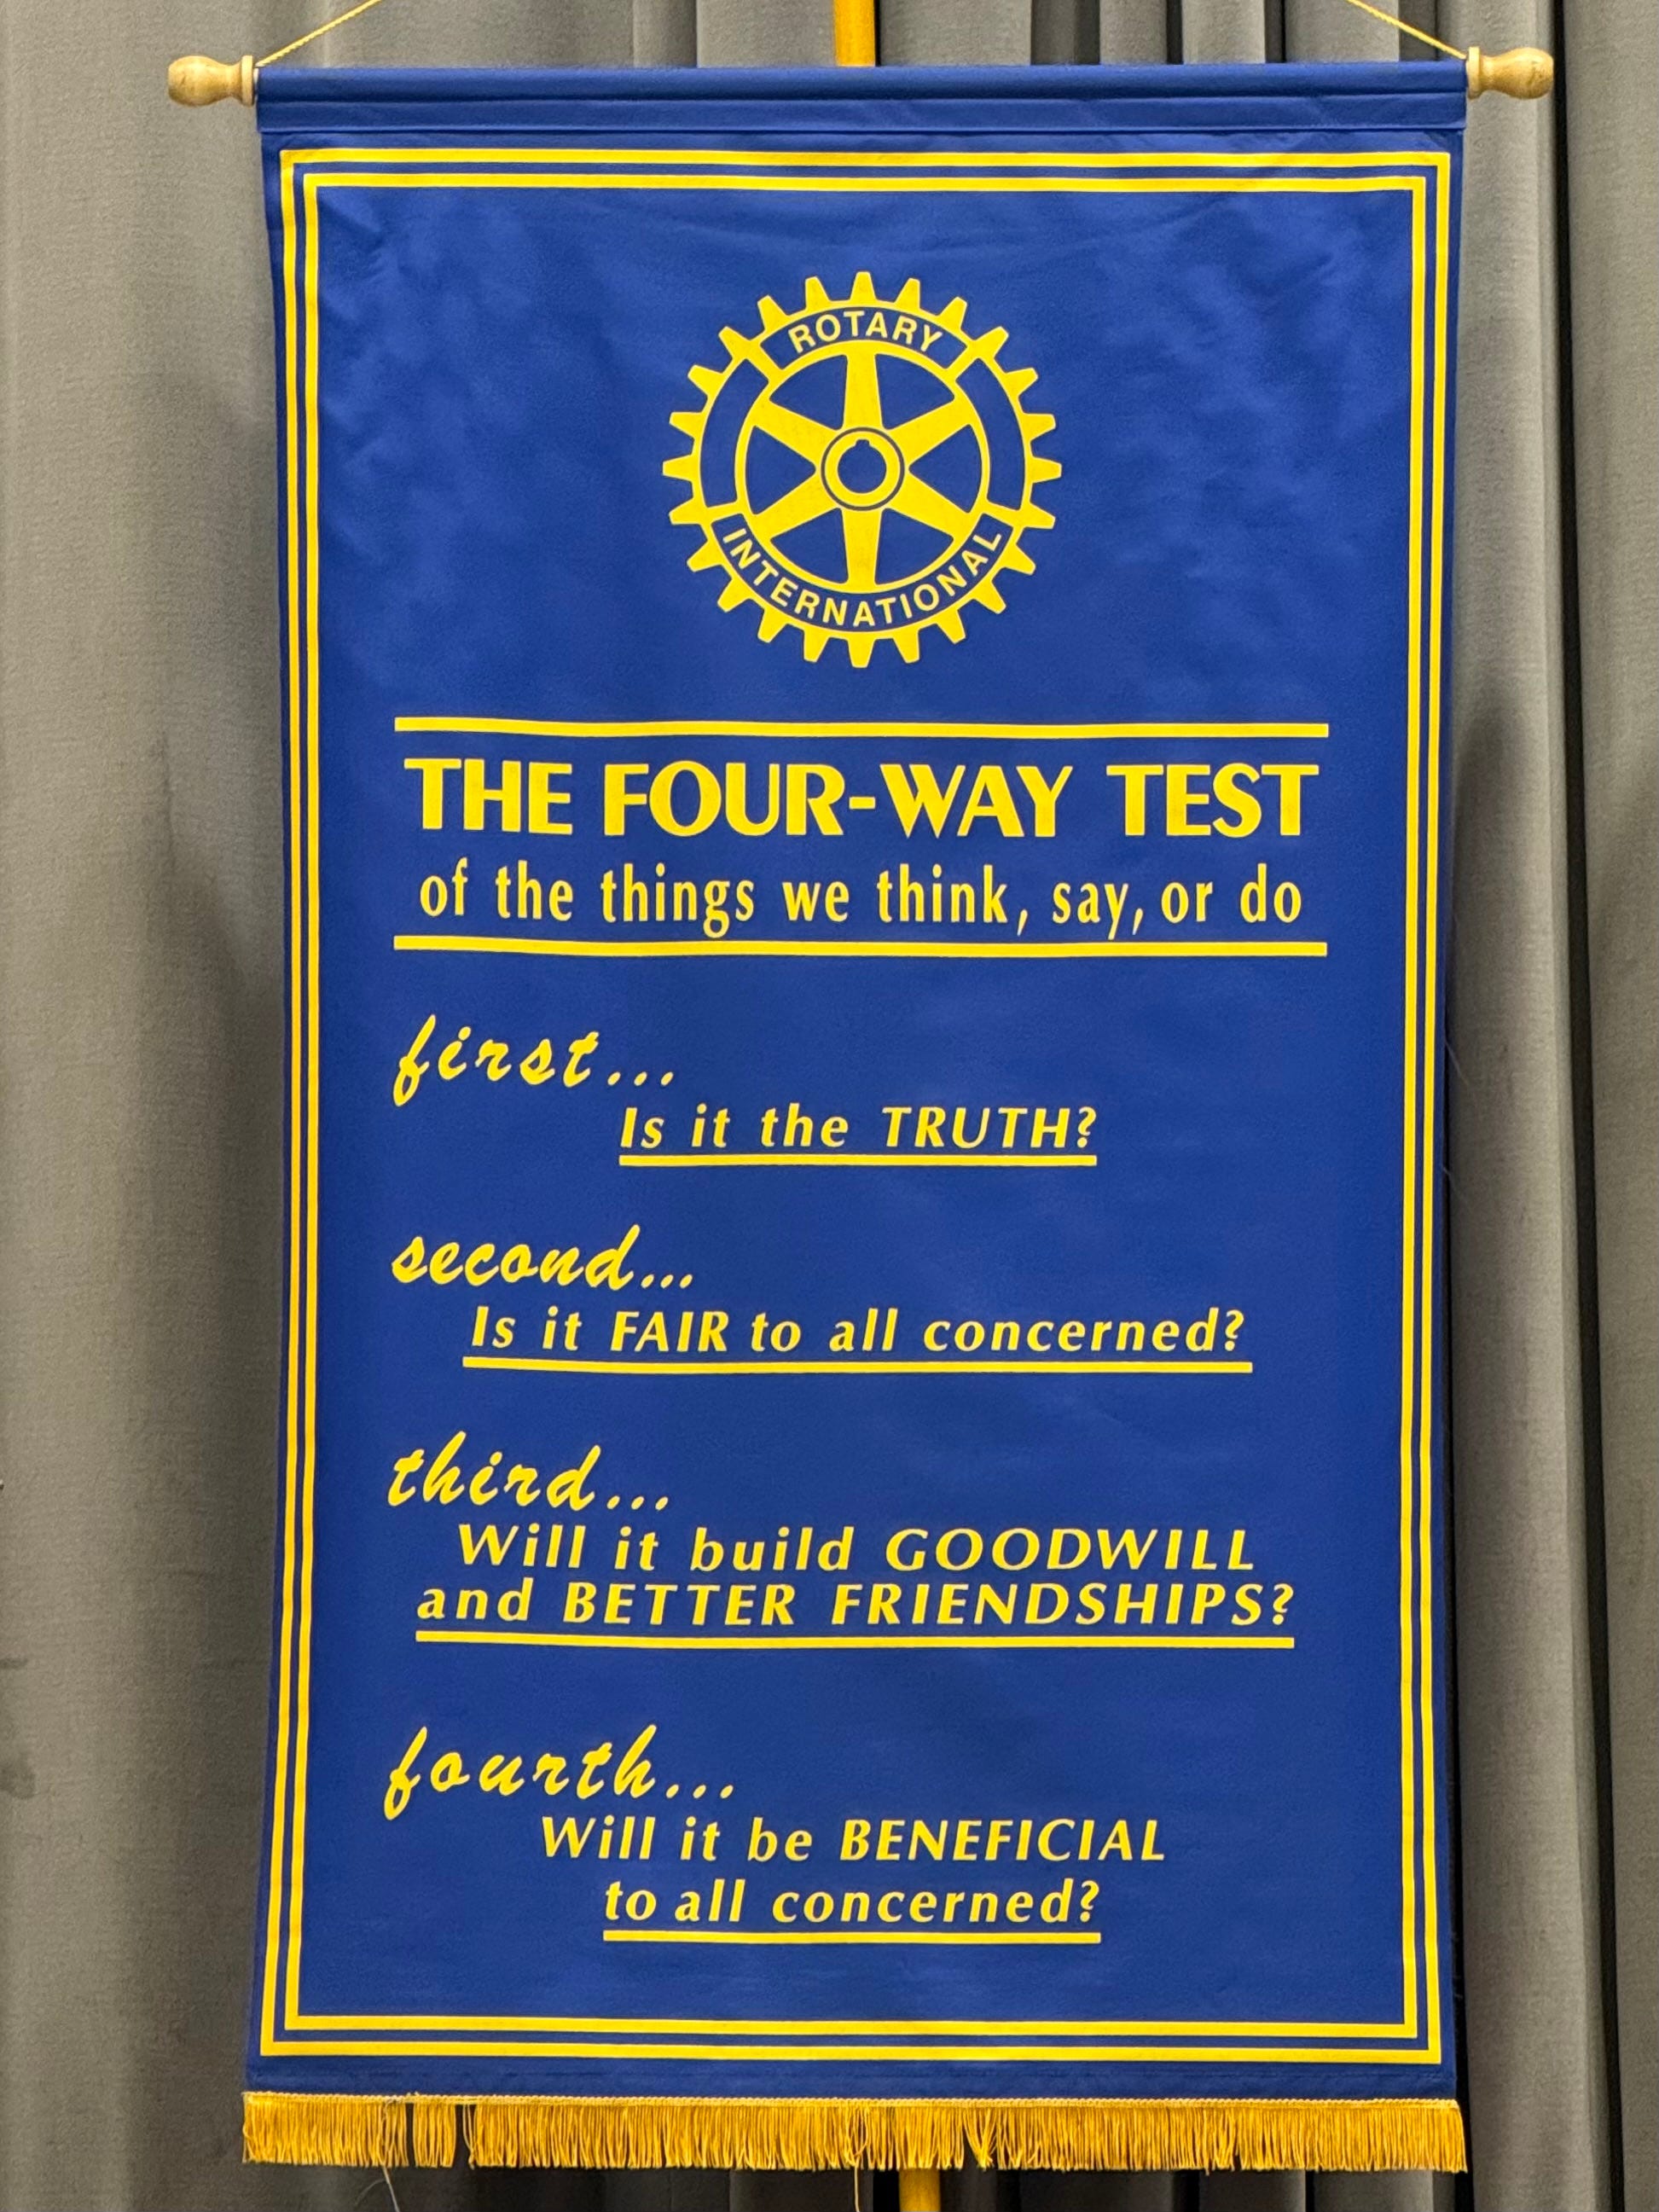 ROTARY
INTERNATIONAL
THE FOUR-WAY TEST
of the things we think, say, or do
first...
Is it the TRUTH?
second...
Is it FAIR to all concerned?
third...
Will it build GOODWILL
and BETTER FRIENDSHIPS?
fourth...
Will it be BENEFICIAL
to all concerned?